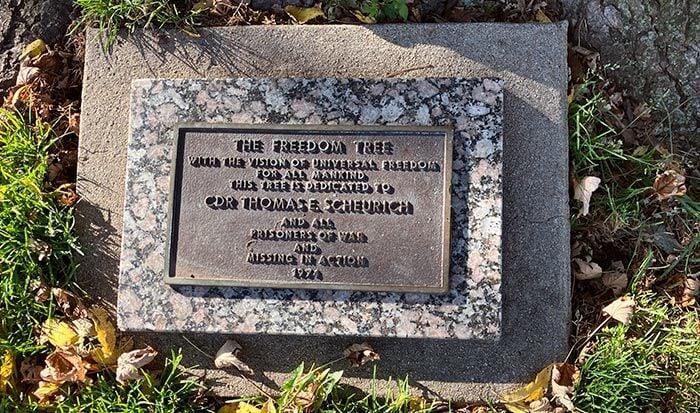 THE FREEDOM TREE
WITH THE VISION OF UNIVERSAL FREEDOM
FOR ALL MANKIND
THIS TREE IS DEDICATED TO
CDR THOMAS E. SCHEURICH
AND ALL
PRISONERS OF WAR
AND
MISSING IN ACTION